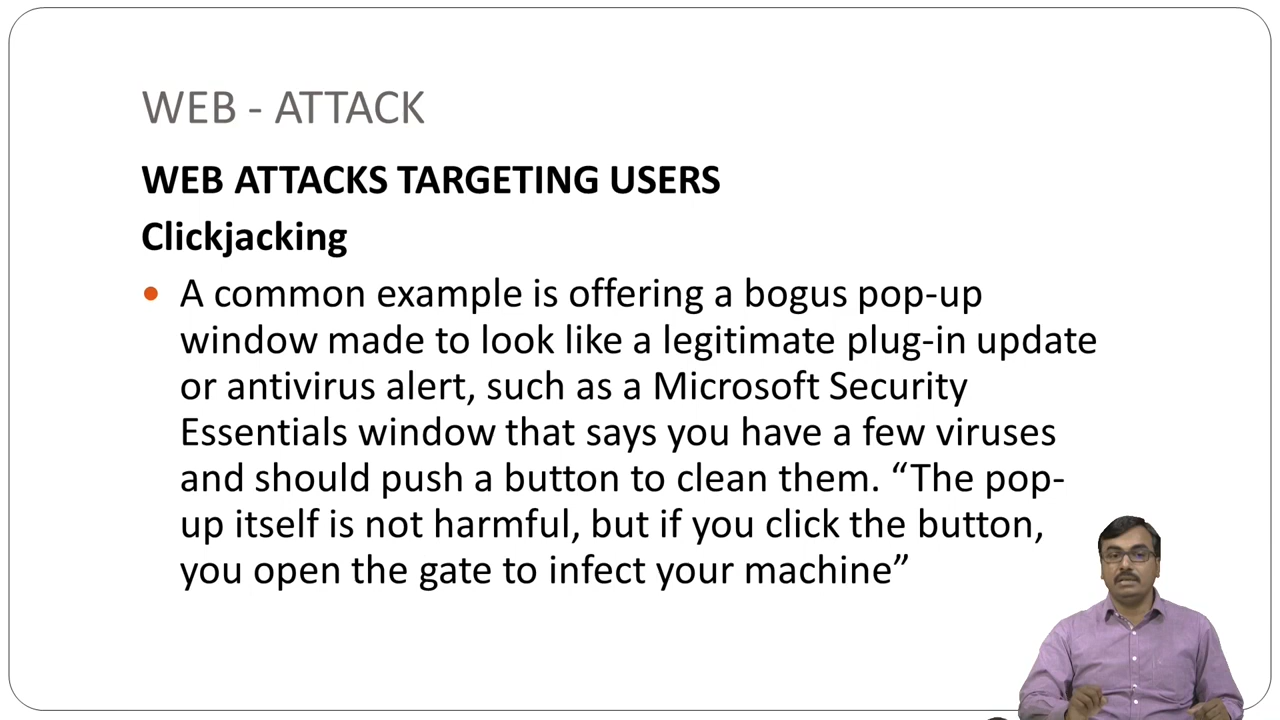 WEB - ATTACK
WEB ATTACKS TARGETING USERS
Clickjacking
• A common example is offering a bogus pop-up
window made to look like a legitimate plug-in update
or antivirus alert, such as a Microsoft Security
Essentials window that says you have a few viruses
and should push a button to clean them. “The pop-
up itself is not harmful, but if you click the button,
you open the gate to infect your machine”